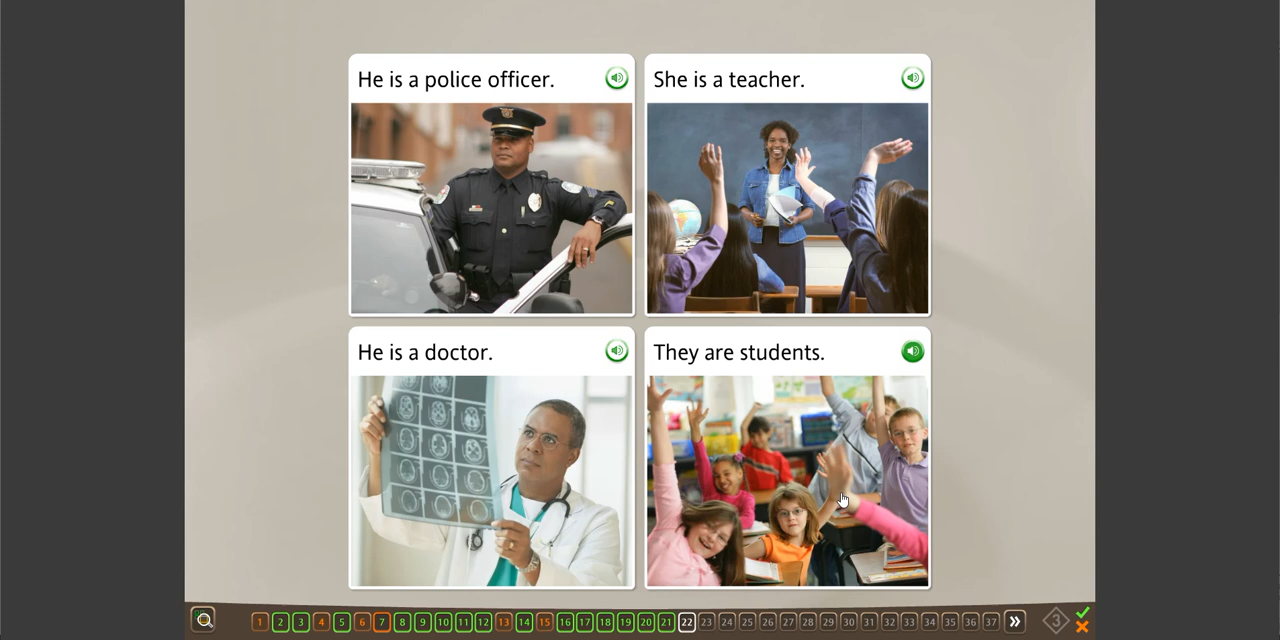 He is a police officer.
She is a teacher.
He is a doctor.
They are students.
1 2 3 4 5 6 7 8 9 10 11 12 13 14 15 16 17 18 19 20 21 22 23 24 25 26 27 28 29 30 31 32 33 34 35 36 37 » 3